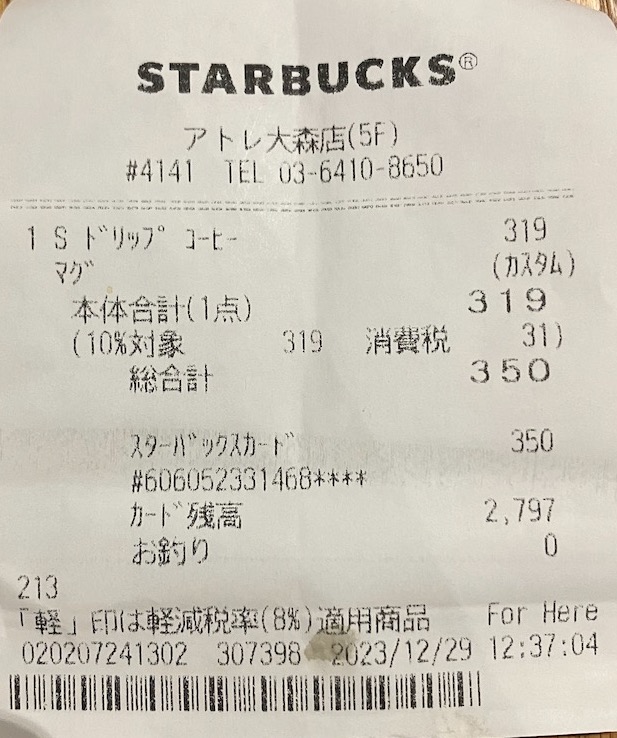 STARBUCKS®
アトレ大森店(5F)
#4141 TEL 03-6410-8650
1 S ドリップ コーヒー 319
マグ (カスタム)
本体合計(1点) 319
(10%対象 319 消費税 31)
総合計 350
スターバックスカード 350
#606052331468****
カード残高 2,797
お釣り 0
213
「軽」印は軽減税率(8%)適用商品 For Here
020207241302 307398 2023/12/29 12:37:04